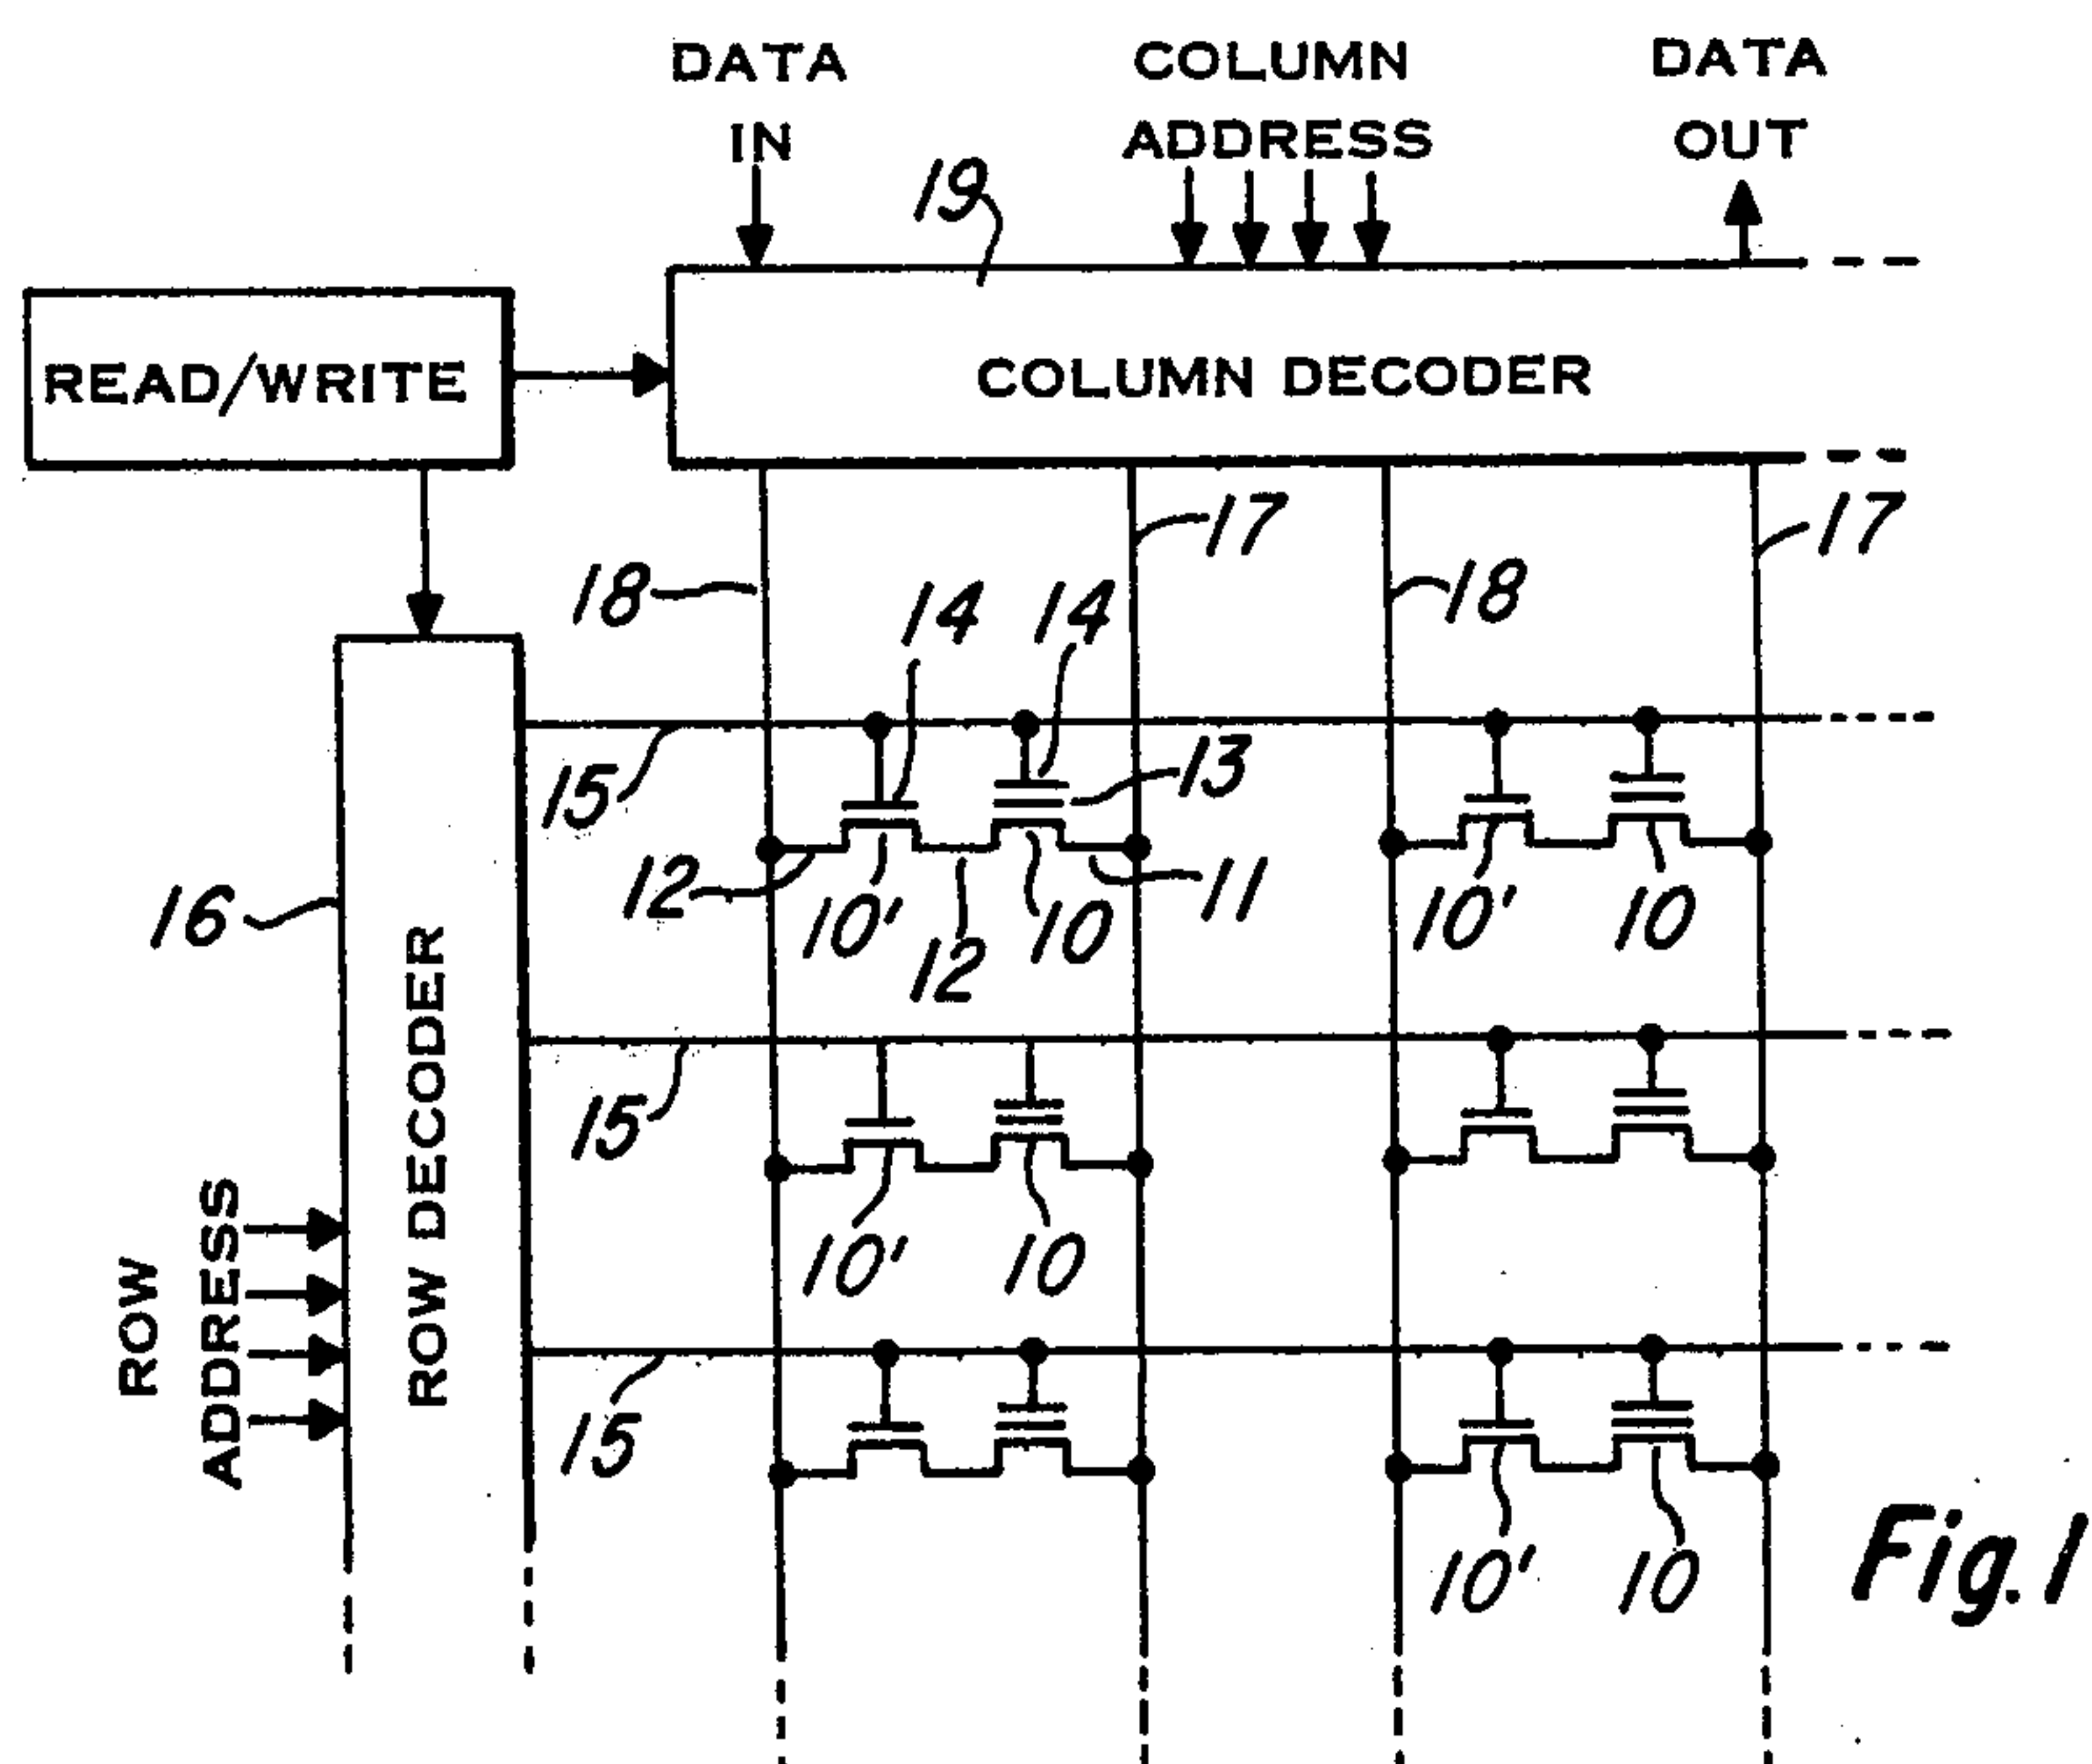 DATA IN
COLUMN ADDRESS
DATA OUT
19
READ/WRITE
COLUMN DECODER
17
17
18
14
14
18
15
13
12
10'
12
10
11
10'
10
16
ROW DECODER
15
10'
10
ROW ADDRESS
15
10'
10
Fig. 1